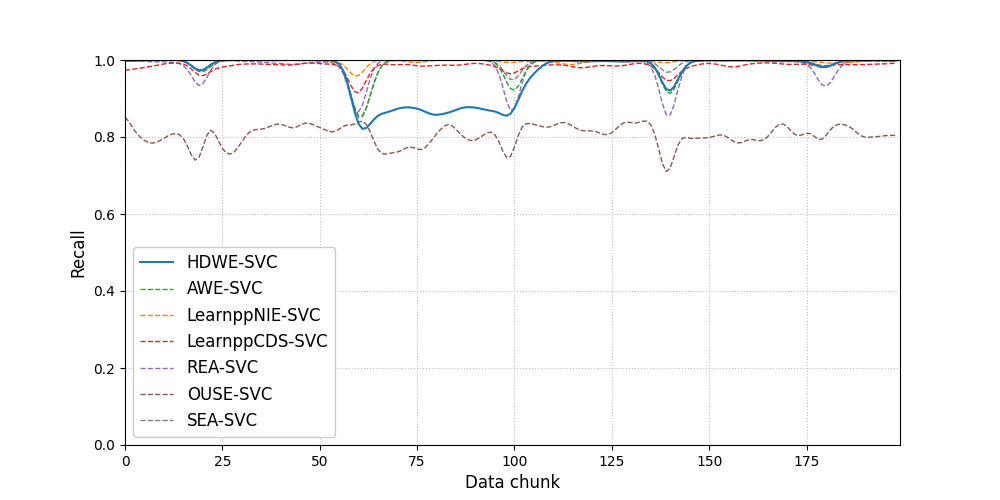 1.0
0.8
0.6
0.4
0.2
0.0
Recall
HDWE-SVC
AWE-SVC
LearnppNIE-SVC
LearnppCDS-SVC
REA-SVC
OUSE-SVC
SEA-SVC
0 25 50 75 100 125 150 175
Data chunk